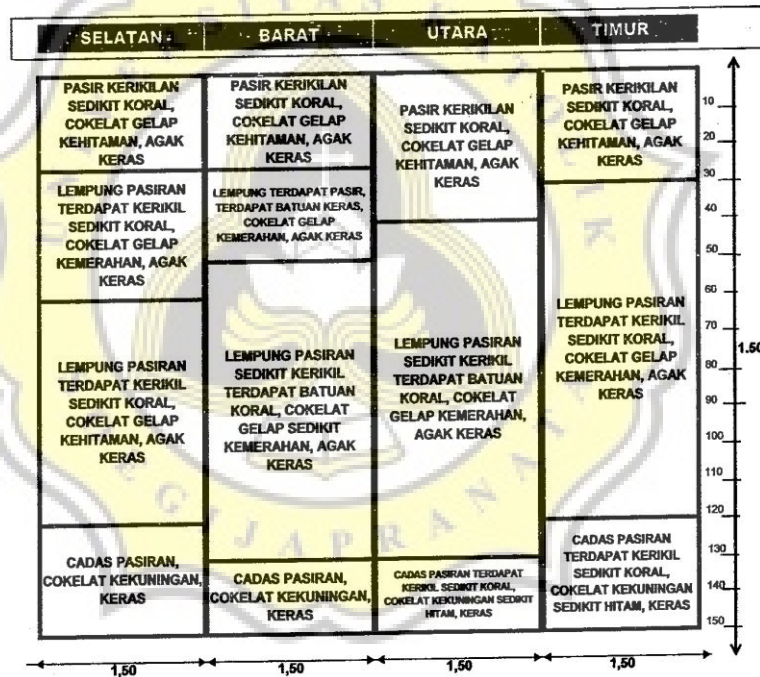 SELATAN
BARAT
UTARA
TIMUR
PASIR KERIKILAN
SEDIKIT KORAL,
COKELAT GELAP
KEHITAMAN, AGAK
KERAS
LEMPUNG PASIRAN
TERDAPAT KERIKIL
SEDIKIT KORAL,
COKELAT GELAP
KEMERAHAN, AGAK
KERAS
LEMPUNG PASIRAN
TERDAPAT KERIKIL
SEDIKIT KORAL,
COKELAT GELAP
KEHITAMAN, AGAK
KERAS
CADAS PASIRAN,
COKELAT KEKUNINGAN,
KERAS
PASIR KERIKILAN
SEDIKIT KORAL,
COKELAT GELAP
KEHITAMAN, AGAK
KERAS
LEMPUNG TERDAPAT PASIR,
TERDAPAT BATUAN KERAS,
COKELAT GELAP
KEMERAHAN, AGAK KERAS
LEMPUNG PASIRAN
SEDIKIT KERIKIL
TERDAPAT BATUAN
KORAL, COKELAT
GELAP SEDIKIT
KEMERAHAN, AGAK
KERAS
CADAS PASIRAN,
COKELAT KEKUNINGAN,
KERAS
PASIR KERIKILAN
SEDIKIT KORAL,
COKELAT GELAP
KEHITAMAN, AGAK
KERAS
LEMPUNG PASIRAN
SEDIKIT KERIKIL
TERDAPAT BATUAN
KORAL, COKELAT
GELAP KEMERAHAN,
AGAK KERAS
CADAS PASIRAN TERDAPAT
KERIKIL SEDIKIT KORAL,
COKELAT KEKUNINGAN SEDIKIT
HITAM, KERAS
PASIR KERIKILAN
SEDIKIT KORAL,
COKELAT GELAP
KEHITAMAN, AGAK
KERAS
LEMPUNG PASIRAN
TERDAPAT KERIKIL
SEDIKIT KORAL,
COKELAT GELAP
KEMERAHAN, AGAK
KERAS
CADAS PASIRAN
TERDAPAT KERIKIL
SEDIKIT KORAL,
COKELAT KEKUNINGAN
SEDIKIT HITAM, KERAS
10
20
30
40
50
60
70
80
90
100
110
120
130
140
150
1.50
1,50
1,50
1,50
1,50